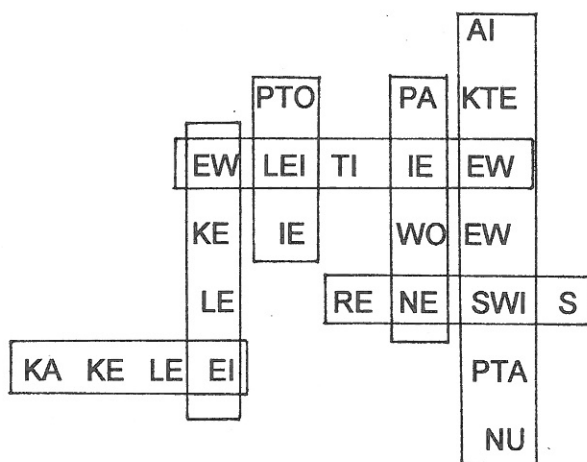 AI
PTO PA KTE
EW LEI TI IE EW
KE IE WO EW
LE RE NE SWI S
KA KE LE EI PTA
NU